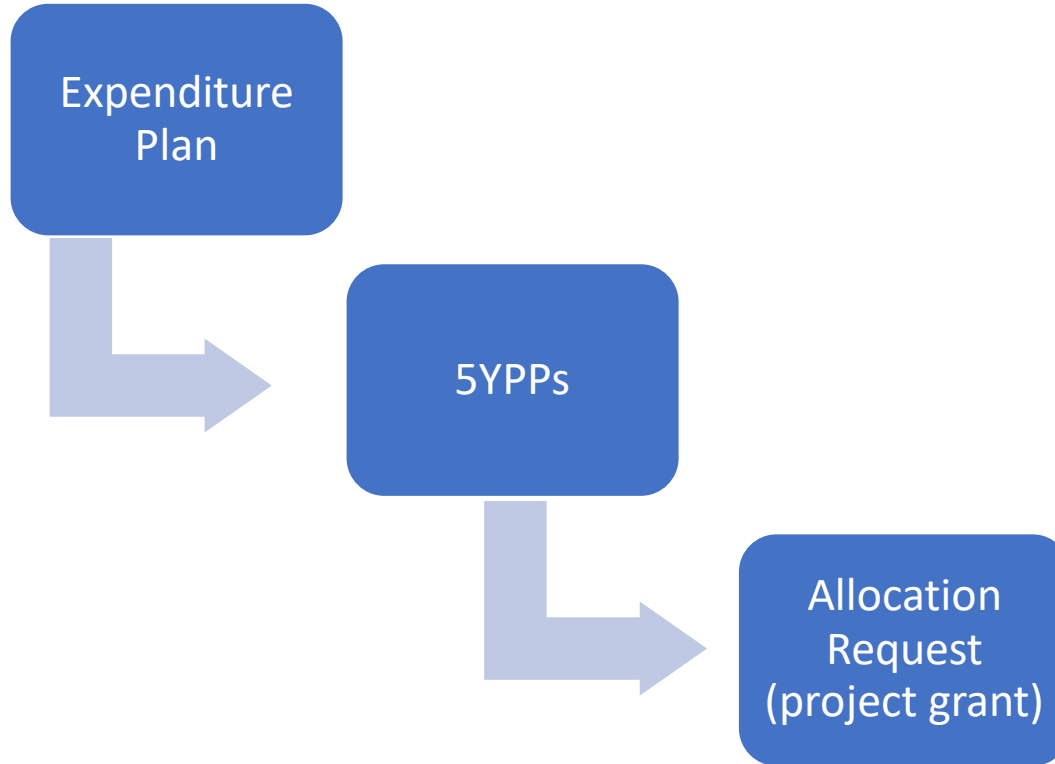 Expenditure
Plan
5YPPs
Allocation
Request
(project grant)